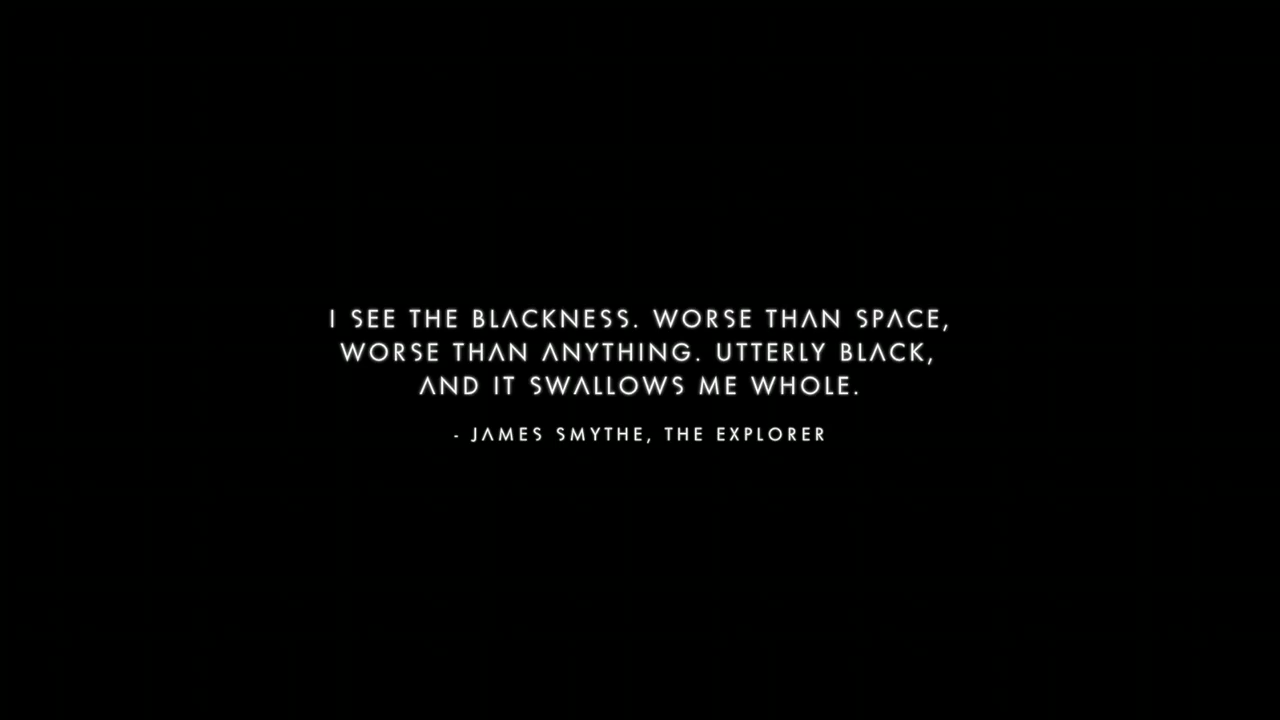 I SEE THE BLACKNESS. WORSE THAN SPACE,
WORSE THAN ANYTHING. UTTERLY BLACK,
AND IT SWALLOWS ME WHOLE.
- JAMES SMYTHE, THE EXPLORER